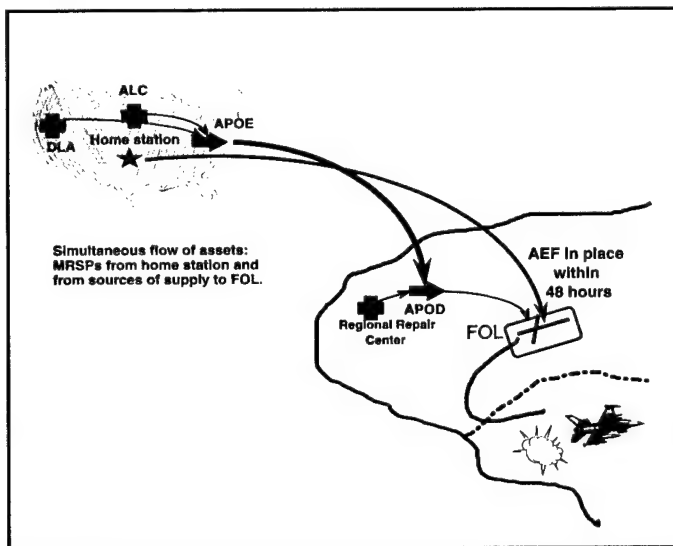 ALC
APOE
DLA
Home station
Simultaneous flow of assets:
MRSPs from home station and
from sources of supply to FOL.
AEF in place
within
48 hours
APOD
Regional Repair
Center
FOL